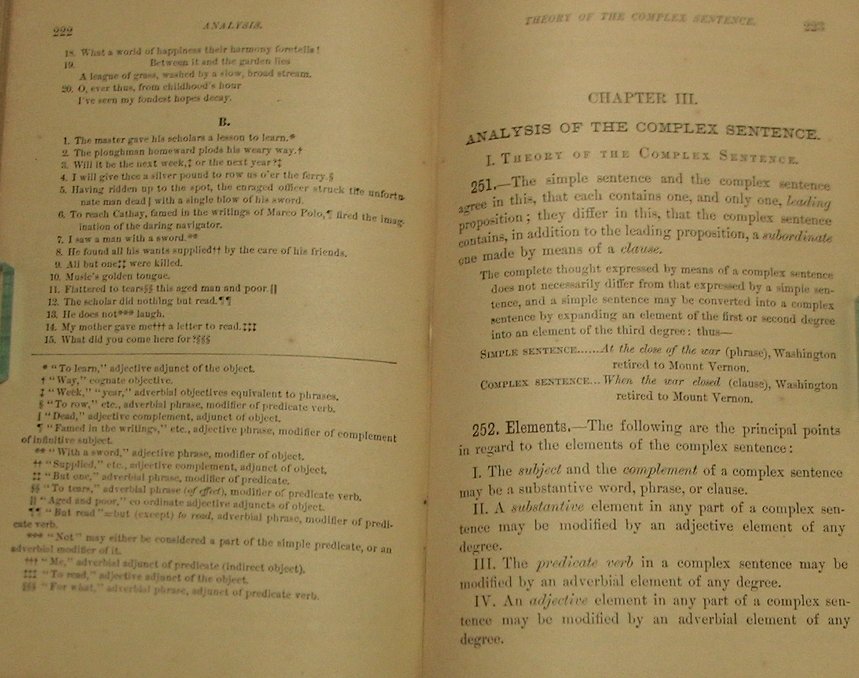 222
ANALYSIS.
18. What a world of happiness their harmony foretells!
19. Between it and the garden lies
A league of grass, washed by a slow, broad stream.
20. O, ever thus, from childhood's hour
I've seen my fondest hopes decay.
B.
1. The master gave his scholars a lesson to learn.*
2. The ploughman homeward plods his weary way.†
3. Will it be the next week,‡ or the next year?‡
4. I will give thee a silver pound to row us o'er the ferry.§
5. Having ridden up to the spot, the enraged officer struck the unfortu-
nate man dead‖ with a single blow of his sword.
6. To reach Cathay, famed in the writings of Marco Polo,¶ fired the imag-
ination of the daring navigator.
7. I saw a man with a sword.**
8. He found all his wants supplied†† by the care of his friends.
9. All but one‡‡ were killed.
10. Music's golden tongue.
11. Flattered to tears§§ this aged man and poor.‖‖
12. The scholar did nothing but read.¶¶
13. He does not*** laugh.
14. My mother gave me††† a letter to read.‡‡‡
15. What did you come here for?§§§
* "To learn," adjective adjunct of the object.
† "Way," cognate objective.
‡ "Week," "year," adverbial objectives equivalent to phrases.
§ "To row," etc., adverbial phrase, modifier of predicate verb.
‖ "Dead," adjective complement, adjunct of object.
¶ "Famed in the writings," etc., adjective phrase, modifier of complement
of infinitive subject.
** "With a sword," adjective phrase, modifier of object.
†† "Supplied," etc., adjective complement, adjunct of object.
‡‡ "But one," adverbial phrase, modifier of predicate.
§§ "To tears," adverbial phrase (of effect), modifier of predicate verb.
‖‖ "Aged and poor," co ordinate adjective adjuncts of object.
¶¶ "But read"=but (except) to read, adverbial phrase, modifier of predi-
cate verb.
*** "Not" may either be considered a part of the simple predicate, or an
adverbial modifier of it.
††† "Me," adverbial adjunct of predicate (indirect object).
‡‡‡ "To read," adjective adjunct of the object.
§§§ "For what," adverbial phrase, adjunct of predicate verb.
THEORY OF THE COMPLEX SENTENCE.
223
CHAPTER III.
ANALYSIS OF THE COMPLEX SENTENCE.
I. THEORY OF THE COMPLEX SENTENCE.
251.—The simple sentence and the complex sentence
agree in this, that each contains one, and only one, leading
proposition; they differ in this, that the complex sentence
contains, in addition to the leading proposition, a subordinate
one made by means of a clause.
The complete thought expressed by means of a complex sentence
does not necessarily differ from that expressed by a simple sen-
tence, and a simple sentence may be converted into a complex
sentence by expanding an element of the first or second degree
into an element of the third degree: thus—
SIMPLE SENTENCE......At the close of the war (phrase), Washington
retired to Mount Vernon.
COMPLEX SENTENCE...When the war closed (clause), Washington
retired to Mount Vernon.
252. Elements.—The following are the principal points
in regard to the elements of the complex sentence:
I. The subject and the complement of a complex sentence
may be a substantive word, phrase, or clause.
II. A substantive element in any part of a complex sen-
tence may be modified by an adjective element of any
degree.
III. The predicate verb in a complex sentence may be
modified by an adverbial element of any degree.
IV. An adjective element in any part of a complex sen-
tence may be modified by an adverbial element of any
degree.